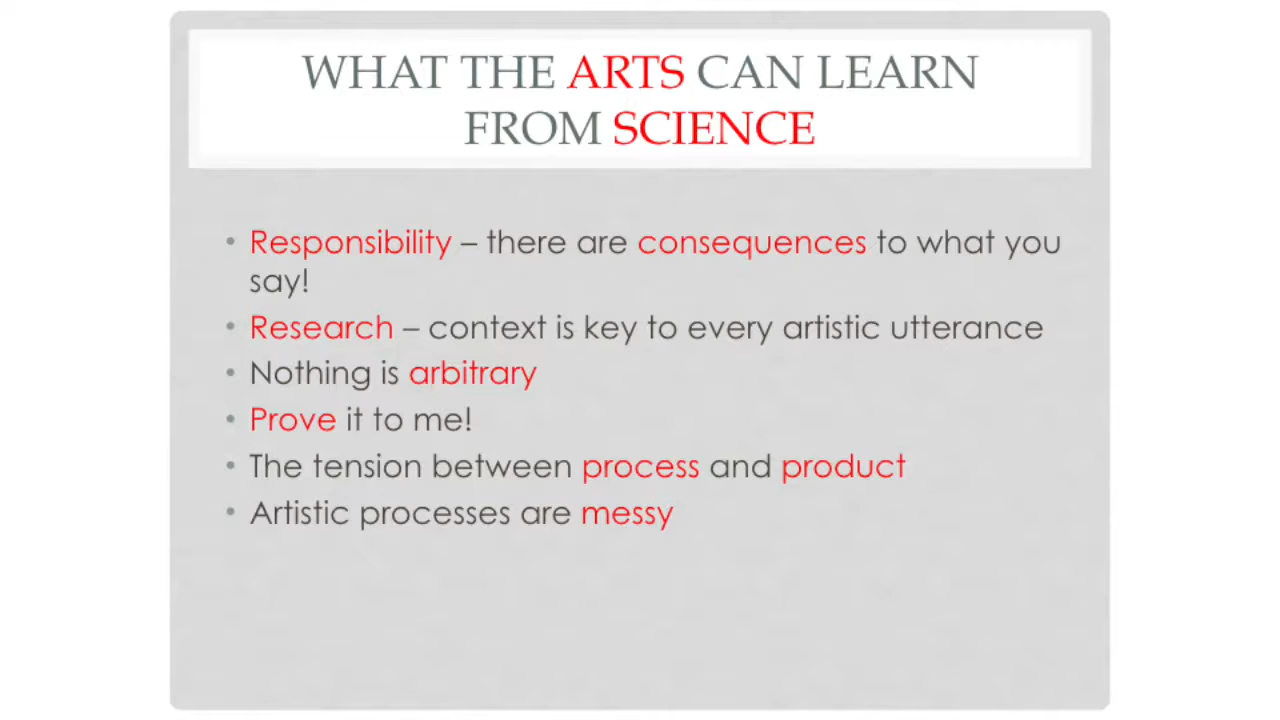 WHAT THE ARTS CAN LEARN
FROM SCIENCE
• Responsibility – there are consequences to what you
say!
• Research – context is key to every artistic utterance
• Nothing is arbitrary
• Prove it to me!
• The tension between process and product
• Artistic processes are messy